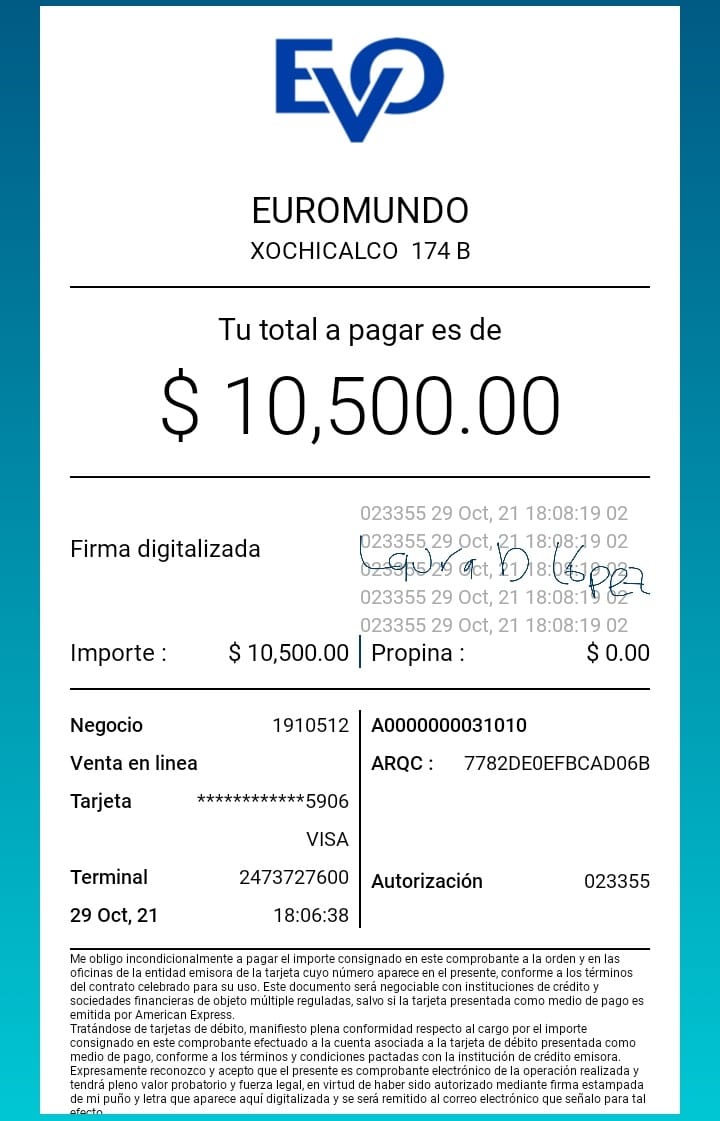 EVO
EUROMUNDO
XOCHICALCO 174 B
Tu total a pagar es de
$ 10,500.00
Firma digitalizada
023355 29 Oct, 21 18:08:19 02
023355 29 Oct, 21 18:08:19 02
023355 29 Oct, 21 18:08:19 02
023355 29 Oct, 21 18:08:19 02
023355 29 Oct, 21 18:08:19 02
Laura D López
Importe : $ 10,500.00 Propina : $ 0.00
Negocio 1910512 A0000000031010
Venta en linea ARQC : 7782DE0EFBCAD06B
Tarjeta ************5906
VISA
Terminal 2473727600 Autorización 023355
29 Oct, 21 18:06:38
Me obligo incondicionalmente a pagar el importe consignado en este comprobante a la orden y en las
oficinas de la entidad emisora de la tarjeta cuyo número aparece en el presente, conforme a los términos
del contrato celebrado para su uso. Este documento será negociable con instituciones de crédito y
sociedades financieras de objeto múltiple reguladas, salvo si la tarjeta presentada como medio de pago es
emitida por American Express.
Tratándose de tarjetas de débito, manifiesto plena conformidad respecto al cargo por el importe
consignado en este comprobante efectuado a la cuenta asociada a la tarjeta de débito presentada como
medio de pago, conforme a los términos y condiciones pactadas con la institución de crédito emisora.
Expresamente reconozco y acepto que el presente es comprobante electrónico de la operación realizada y
tendrá pleno valor probatorio y fuerza legal, en virtud de haber sido autorizado mediante firma estampada
de mi puño y letra que aparece aquí digitalizada y se será remitido al correo electrónico que señalo para tal
efecto